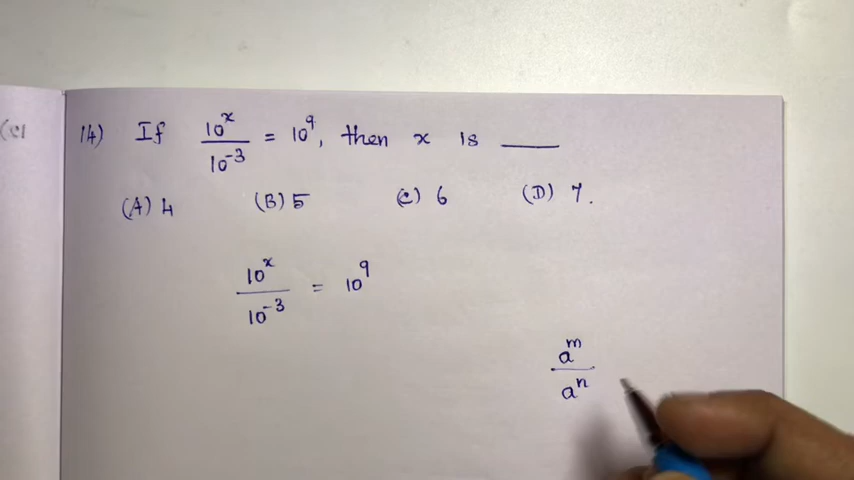 14) If 10^x / 10^-3 = 10^9, then x is ____
(A) 4 (B) 5 (C) 6 (D) 7.
10^x / 10^-3 = 10^9
a^m / a^n